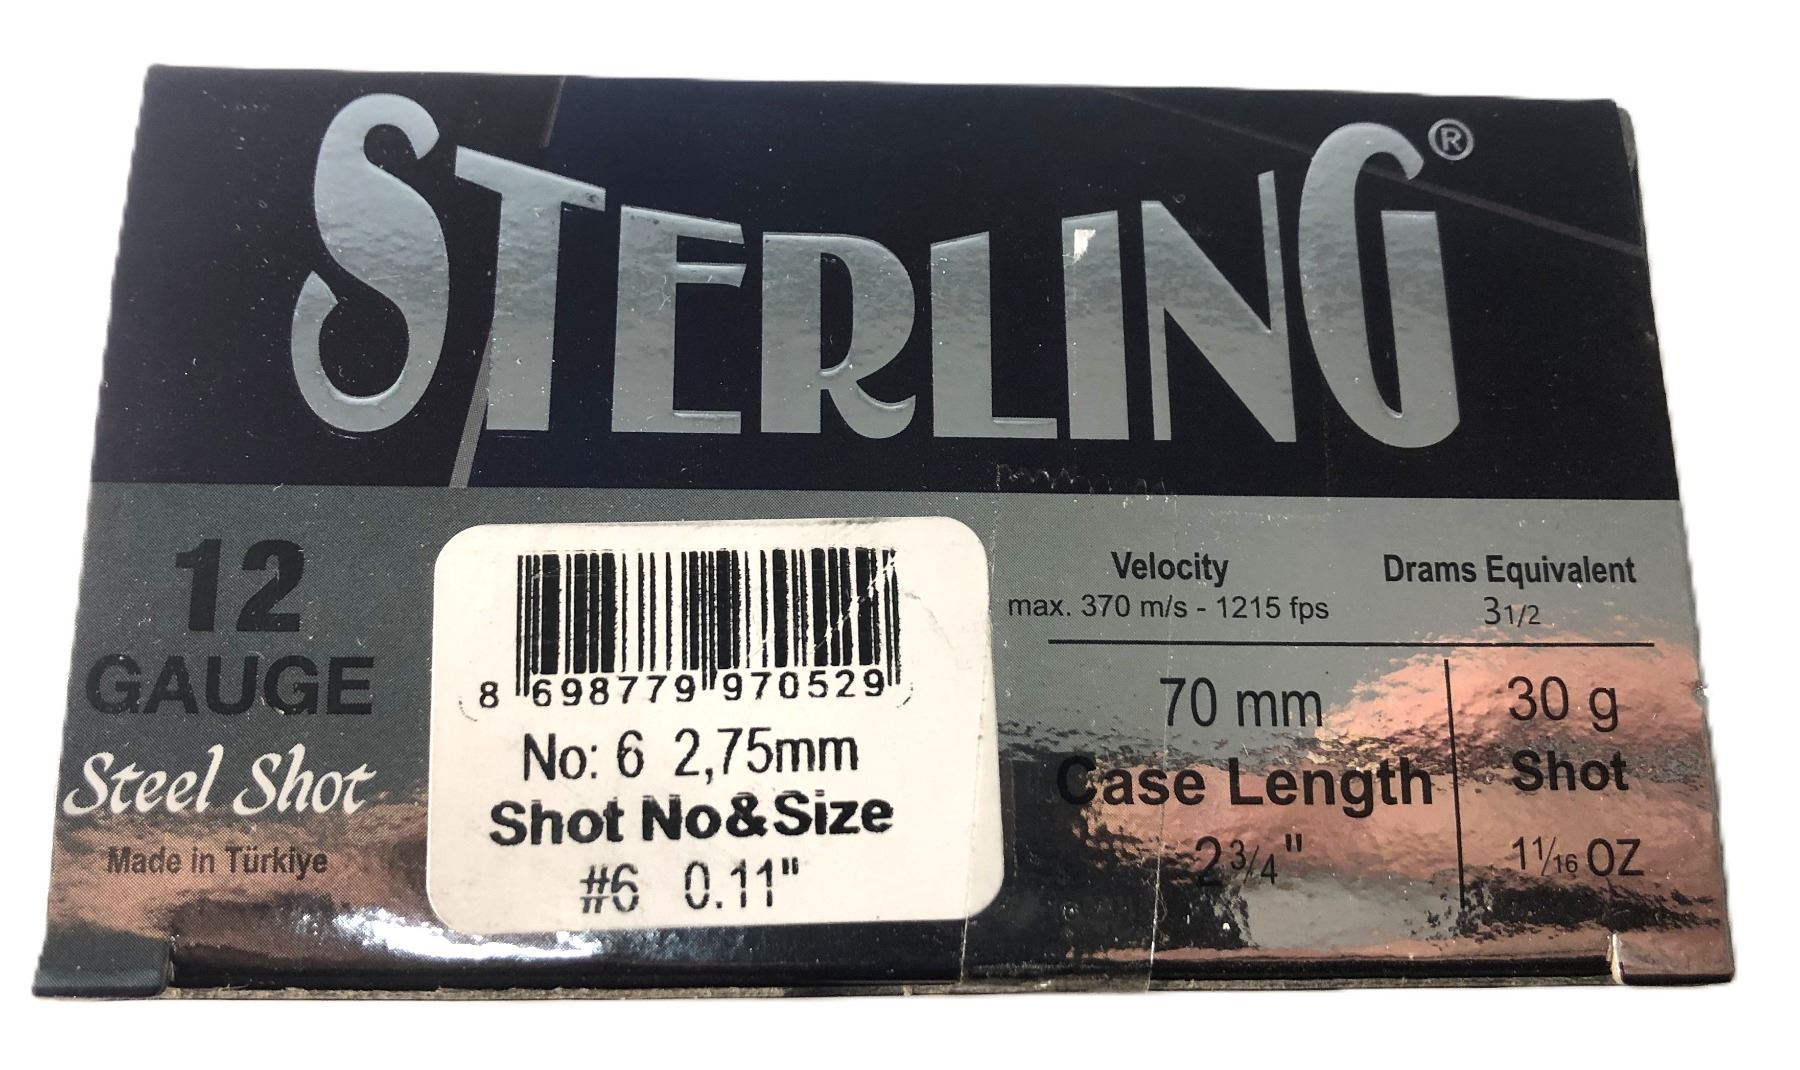 STERLING®
12
GAUGE
Steel Shot
Made in Türkiye
8 698779 970529
No: 6 2,75mm
Shot No&Size
#6 0.11"
Velocity
max. 370 m/s - 1215 fps
Drams Equivalent
3 1/2
70 mm
Case Length
2 3/4"
30 g
Shot
1 1/16 OZ